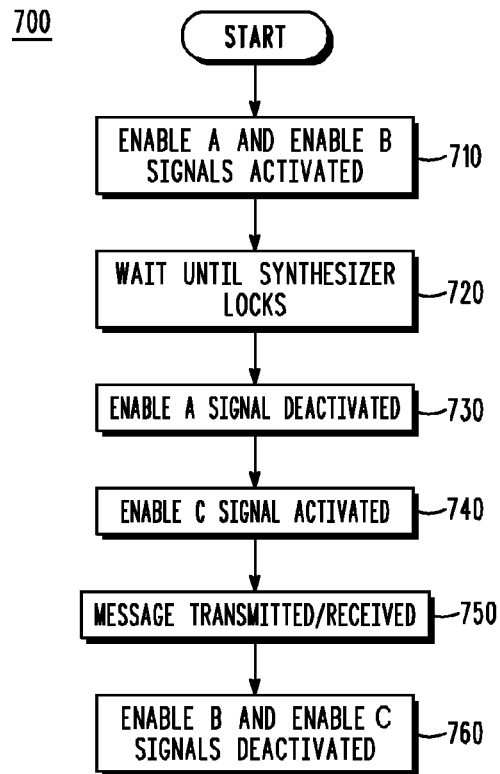 700
START
ENABLE A AND ENABLE B
SIGNALS ACTIVATED
710
WAIT UNTIL SYNTHESIZER
LOCKS
720
ENABLE A SIGNAL DEACTIVATED
730
ENABLE C SIGNAL ACTIVATED
740
MESSAGE TRANSMITTED/RECEIVED
750
ENABLE B AND ENABLE C
SIGNALS DEACTIVATED
760